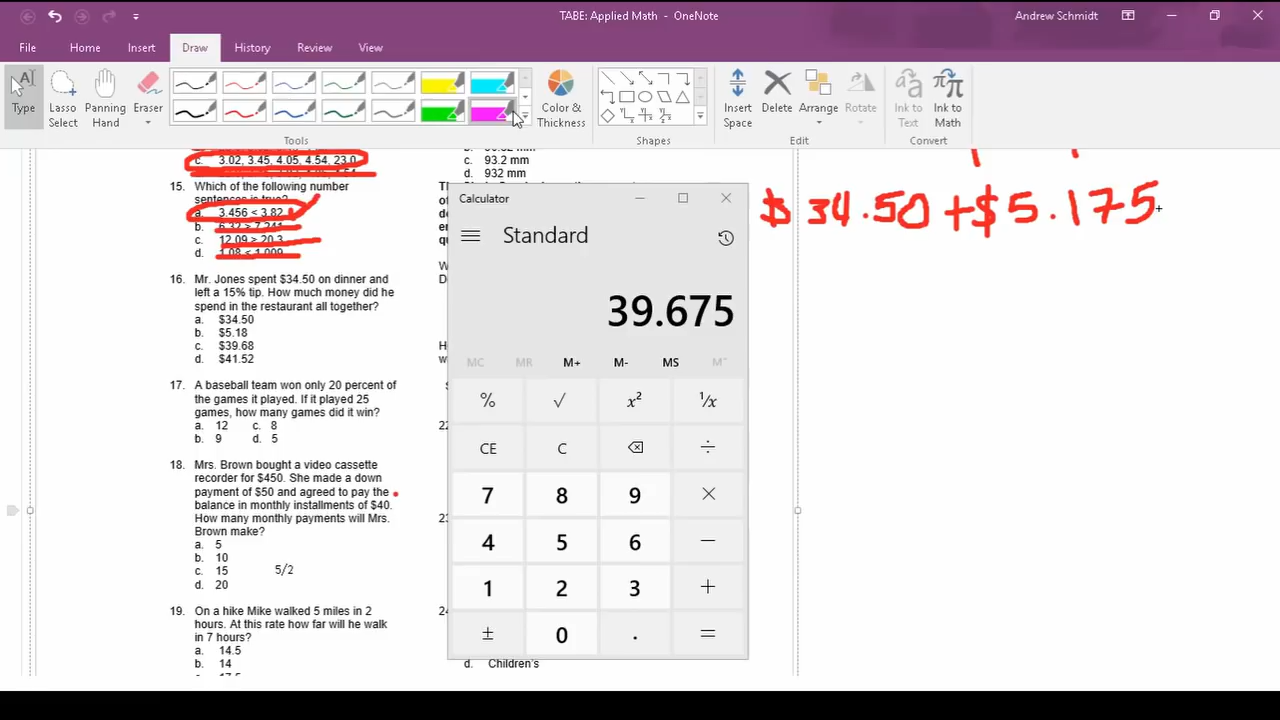 TABE: Applied Math - OneNote
Andrew Schmidt
File Home Insert Draw History Review View
Type
Lasso Select
Panning Hand
Eraser
Color & Thickness
Insert Space
Delete
Arrange
Rotate
Ink to Text
Ink to Math
Tools
Shapes
Edit
Convert
c. 3.02, 3.45, 4.05, 4.54, 23.0
15. Which of the following number
sentences is true?
a. 3.456 < 3.82
b. 6.32 > 7.241
c. 12.09 > 20.3
d. 1.08 < 1.009
16. Mr. Jones spent $34.50 on dinner and
left a 15% tip. How much money did he
spend in the restaurant all together?
a. $34.50
b. $5.18
c. $39.68
d. $41.52
17. A baseball team won only 20 percent of
the games it played. If it played 25
games, how many games did it win?
a. 12 c. 8
b. 9 d. 5
18. Mrs. Brown bought a video cassette
recorder for $450. She made a down
payment of $50 and agreed to pay the
balance in monthly installments of $40.
How many monthly payments will Mrs.
Brown make?
a. 5
b. 10
c. 15 5/2
d. 20
19. On a hike Mike walked 5 miles in 2
hours. At this rate how far will he walk
in 7 hours?
a. 14.5
b. 14
c. 93.2 mm
d. 932 mm
d. Children's
Calculator
Standard
39.675
MC MR M+ M- MS M˅
% √ x² ¹/x
CE C ⌫ ÷
7 8 9 ×
4 5 6 −
1 2 3 +
± 0 . =
$ 34.50 + $5.175